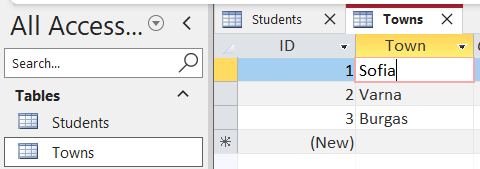 All Access...
Search...
Tables
Students
Towns
Students Towns
ID Town
1 Sofia
2 Varna
3 Burgas
(New)